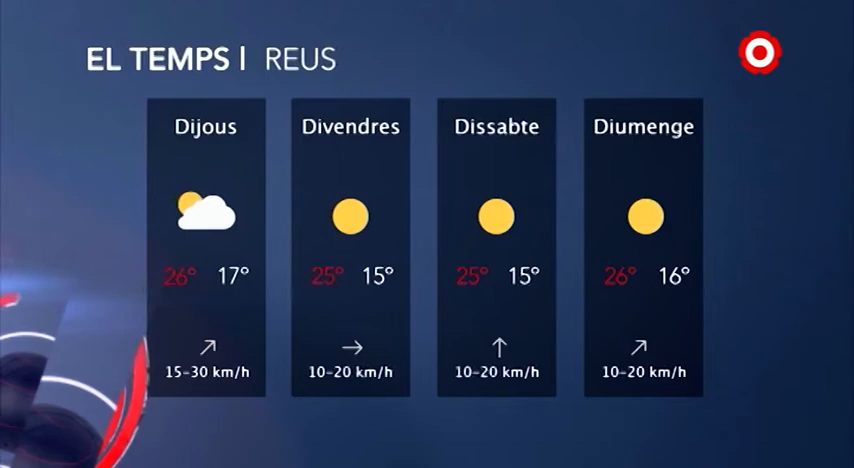 EL TEMPS | REUS
Dijous
26° 17°
15-30 km/h
Divendres
25° 15°
10-20 km/h
Dissabte
25° 15°
10-20 km/h
Diumenge
26° 16°
10-20 km/h